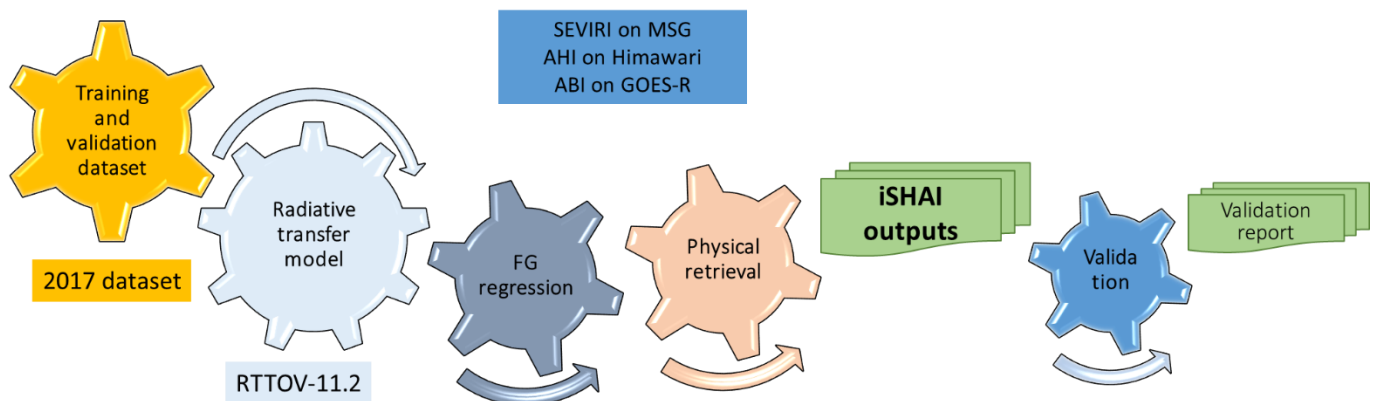 SEVIRI on MSG
AHI on Himawari
ABI on GOES-R
Training
and
validation
dataset
2017 dataset
Radiative
transfer
model
RTTOV-11.2
FG
regression
Physical
retrieval
iSHAI
outputs
Valida
tion
Validation
report